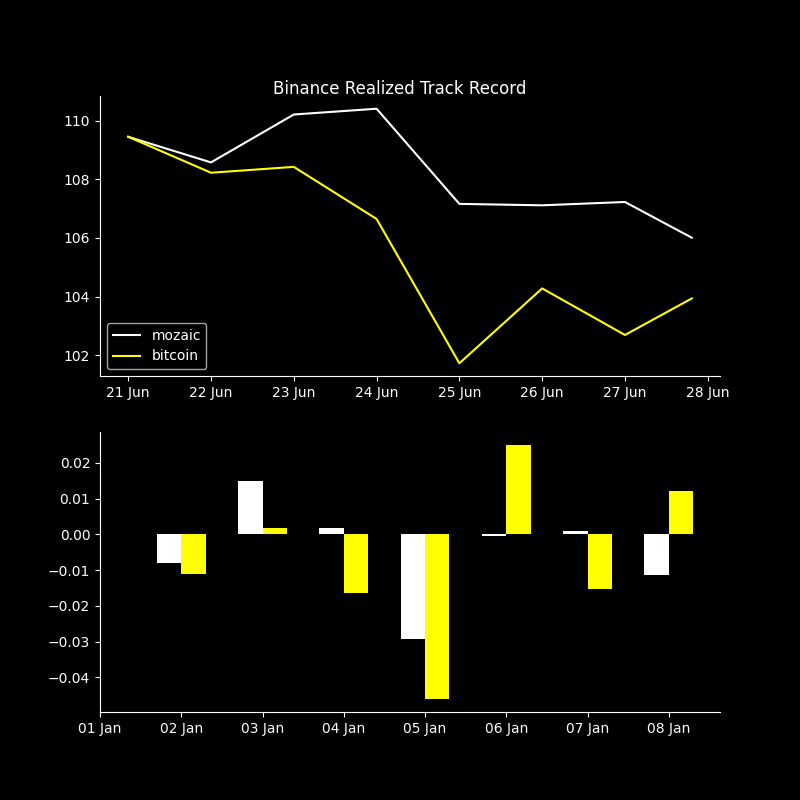 Binance Realized Track Record
110
108
106
104
102
mozaic
bitcoin
21 Jun 22 Jun 23 Jun 24 Jun 25 Jun 26 Jun 27 Jun 28 Jun
0.02
0.01
0.00
−0.01
−0.02
−0.03
−0.04
01 Jan 02 Jan 03 Jan 04 Jan 05 Jan 06 Jan 07 Jan 08 Jan